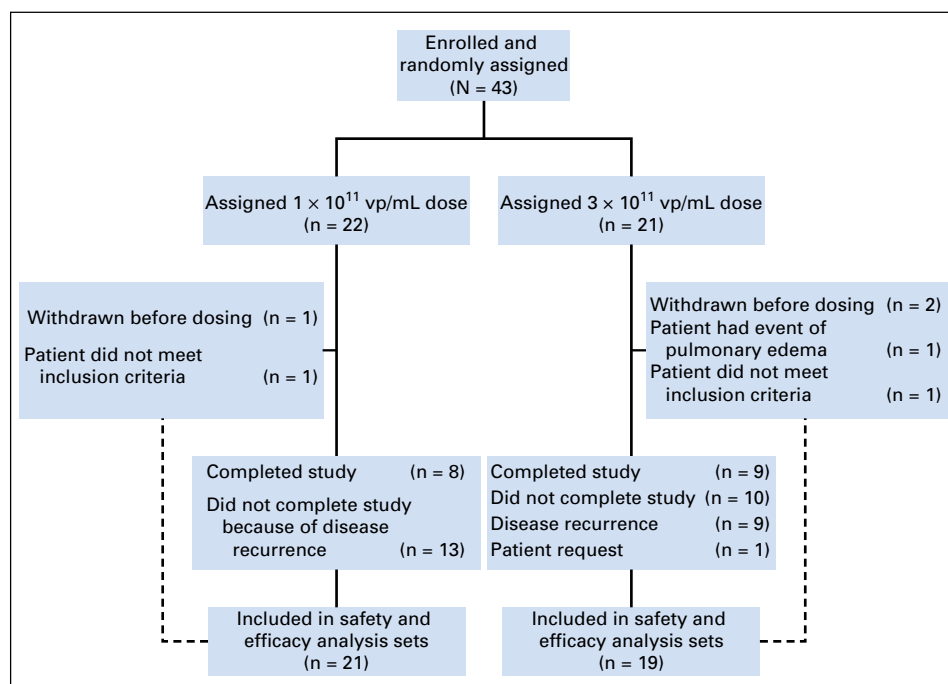 Enrolled and
randomly assigned
(N = 43)
Assigned 1 × 10¹¹ vp/mL dose
(n = 22)
Assigned 3 × 10¹¹ vp/mL dose
(n = 21)
Withdrawn before dosing (n = 1)
Patient did not meet
inclusion criteria (n = 1)
Withdrawn before dosing (n = 2)
Patient had event of
pulmonary edema (n = 1)
Patient did not meet
inclusion criteria (n = 1)
Completed study (n = 8)
Did not complete study
because of disease
recurrence (n = 13)
Completed study (n = 9)
Did not complete study (n = 10)
Disease recurrence (n = 9)
Patient request (n = 1)
Included in safety and
efficacy analysis sets
(n = 21)
Included in safety and
efficacy analysis sets
(n = 19)